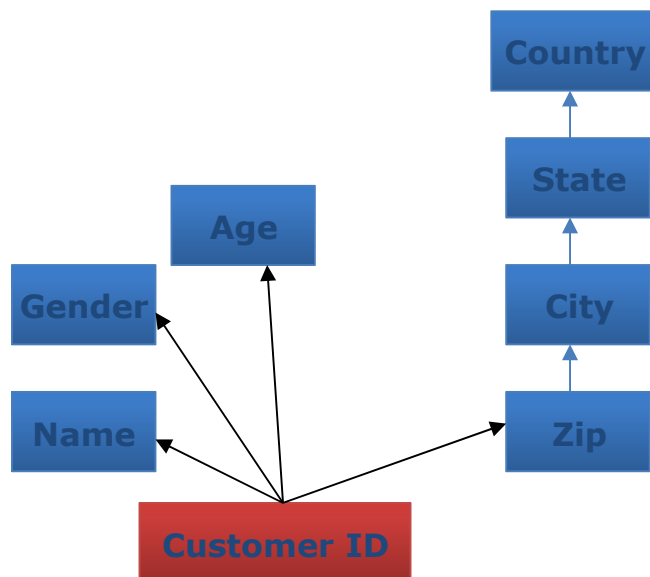 Country
State
Age
Gender
City
Name
Zip
Customer ID